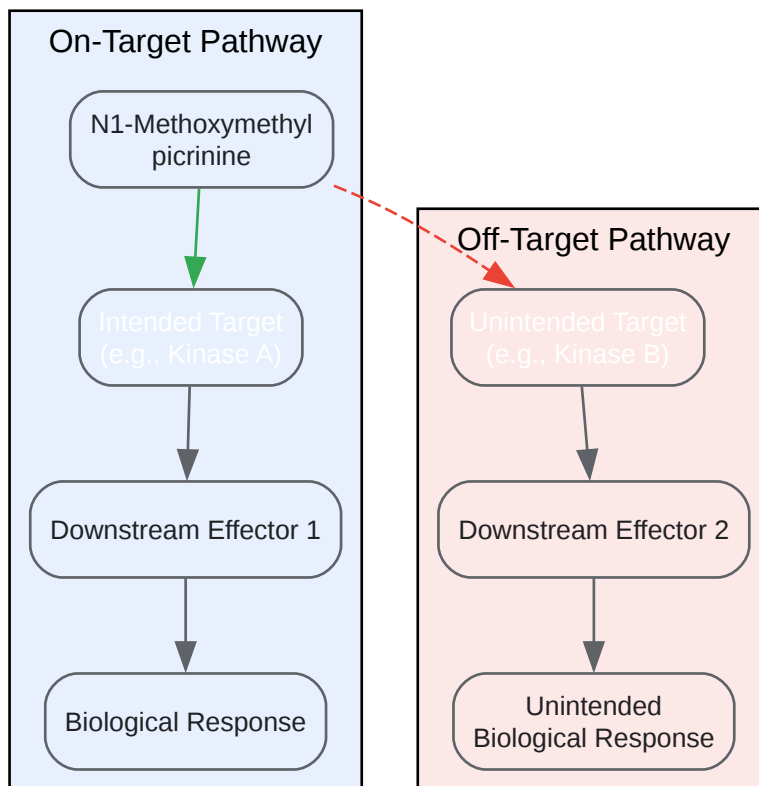 On-Target Pathway
N1-Methoxymethyl
picrinine
Intended Target
(e.g., Kinase A)
Downstream Effector 1
Biological Response
Off-Target Pathway
Unintended Target
(e.g., Kinase B)
Downstream Effector 2
Unintended
Biological Response